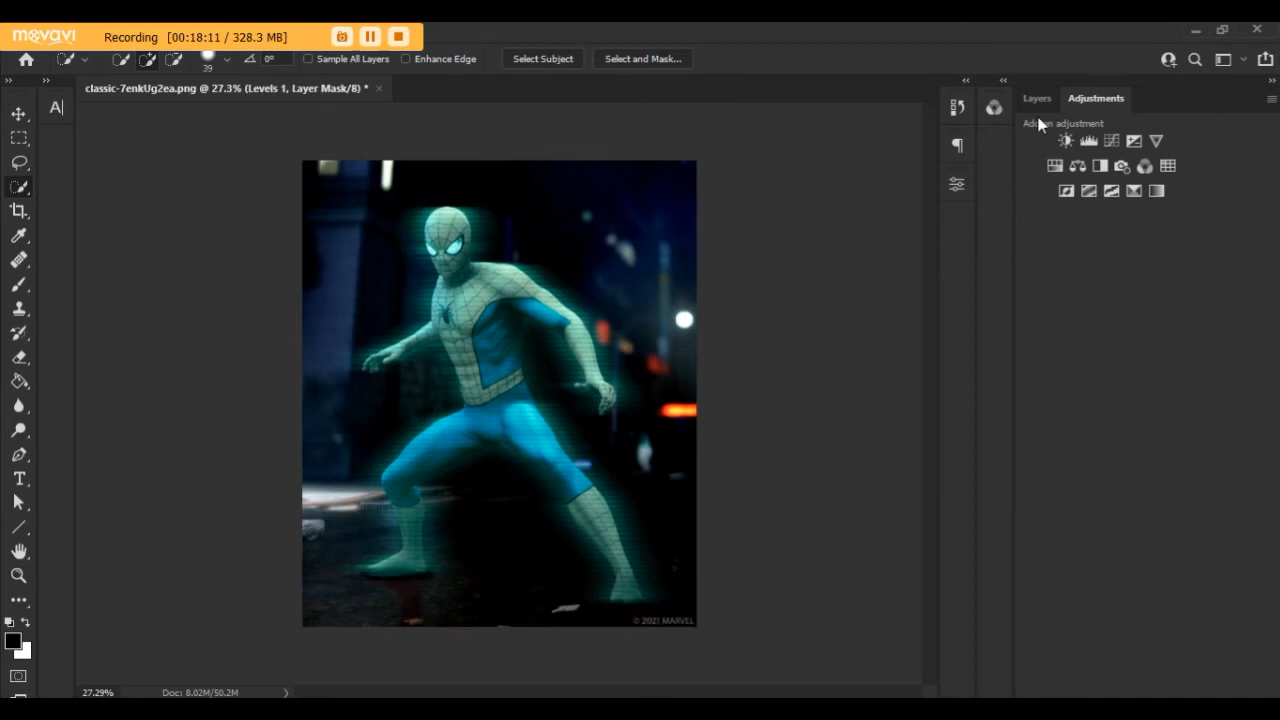 movavi Recording [00:18:11 / 328.3 MB]
39 0° Sample All Layers Enhance Edge Select Subject Select and Mask...
classic-7enkUg2ea.png @ 27.3% (Levels 1, Layer Mask/8) * ×
Layers Adjustments
A|
Add an adjustment
T
© 2021 MARVEL
27.29% Doc: 8.02M/50.2M